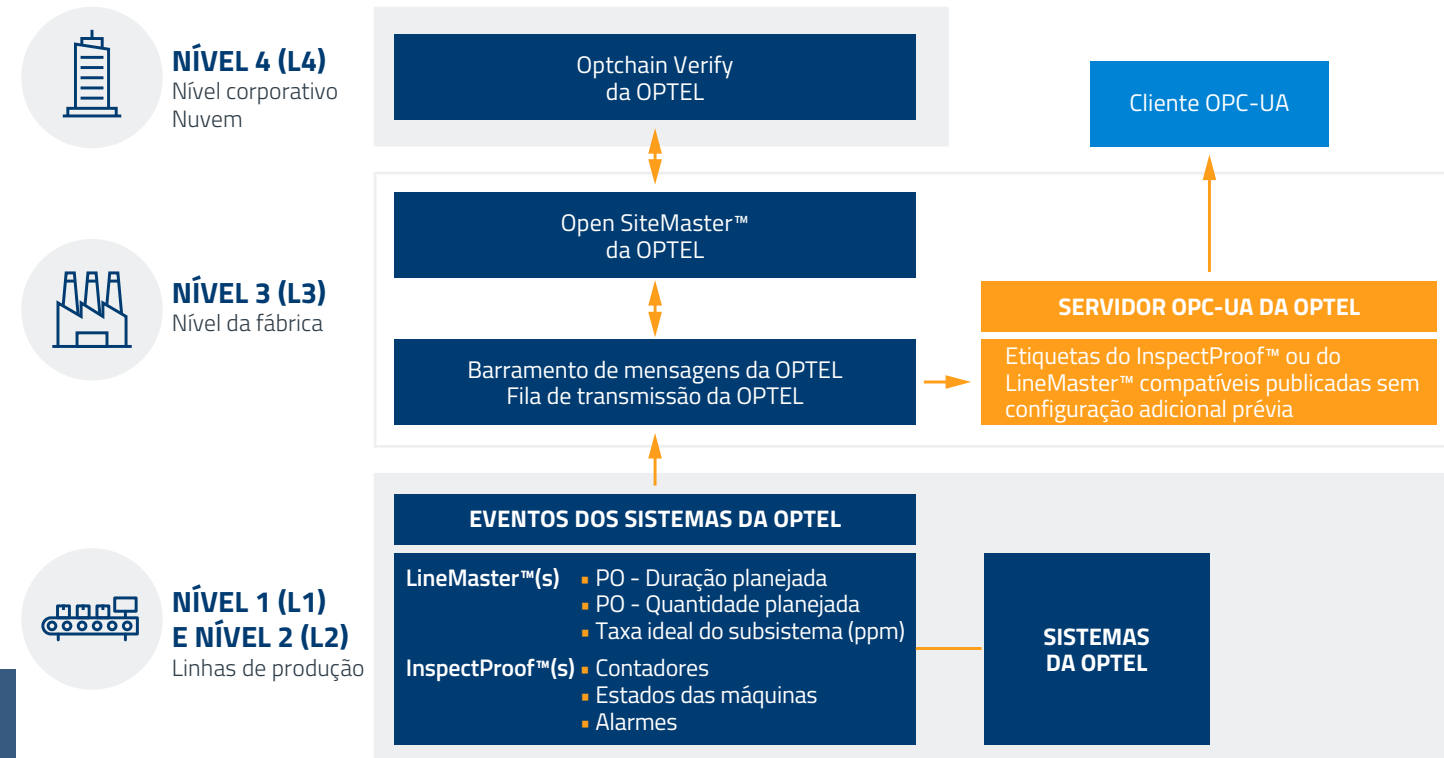 NÍVEL 4 (L4)
Nível corporativo
Nuvem
Optchain Verify
da OPTEL
Cliente OPC-UA
NÍVEL 3 (L3)
Nível da fábrica
Open SiteMaster™
da OPTEL
Barramento de mensagens da OPTEL
Fila de transmissão da OPTEL
SERVIDOR OPC-UA DA OPTEL
Etiquetas do InspectProof™ ou do
LineMaster™ compatíveis publicadas sem
configuração adicional prévia
NÍVEL 1 (L1)
E NÍVEL 2 (L2)
Linhas de produção
EVENTOS DOS SISTEMAS DA OPTEL
LineMaster™(s) ▪ PO - Duração planejada
▪ PO - Quantidade planejada
▪ Taxa ideal do subsistema (ppm)
InspectProof™(s) ▪ Contadores
▪ Estados das máquinas
▪ Alarmes
SISTEMAS
DA OPTEL